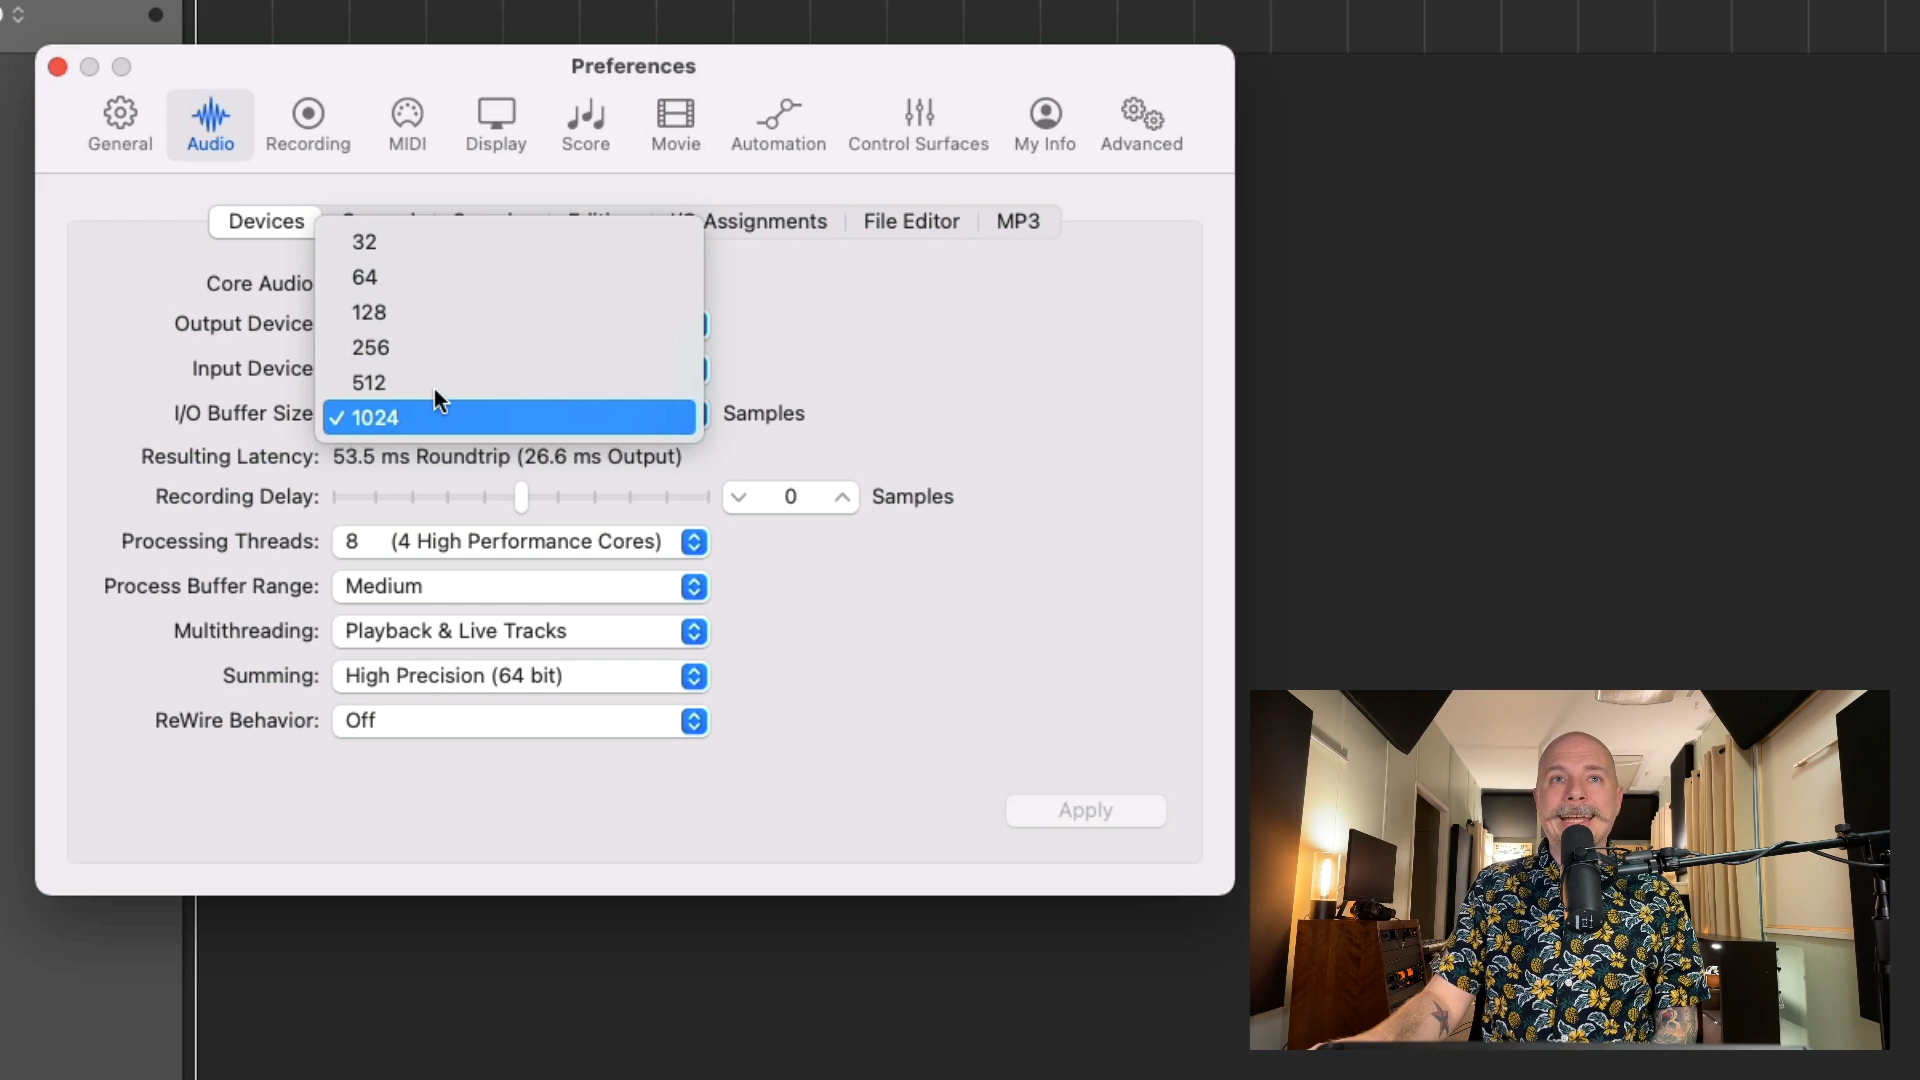 Preferences
General Audio Recording MIDI Display Score Movie Automation Control Surfaces My Info Advanced
Devices Assignments File Editor MP3
32
64
128
256
512
✓ 1024
Core Audio
Output Device
Input Device
I/O Buffer Size Samples
Resulting Latency: 53.5 ms Roundtrip (26.6 ms Output)
Recording Delay: 0 Samples
Processing Threads: 8 (4 High Performance Cores)
Process Buffer Range: Medium
Multithreading: Playback & Live Tracks
Summing: High Precision (64 bit)
ReWire Behavior: Off
Apply